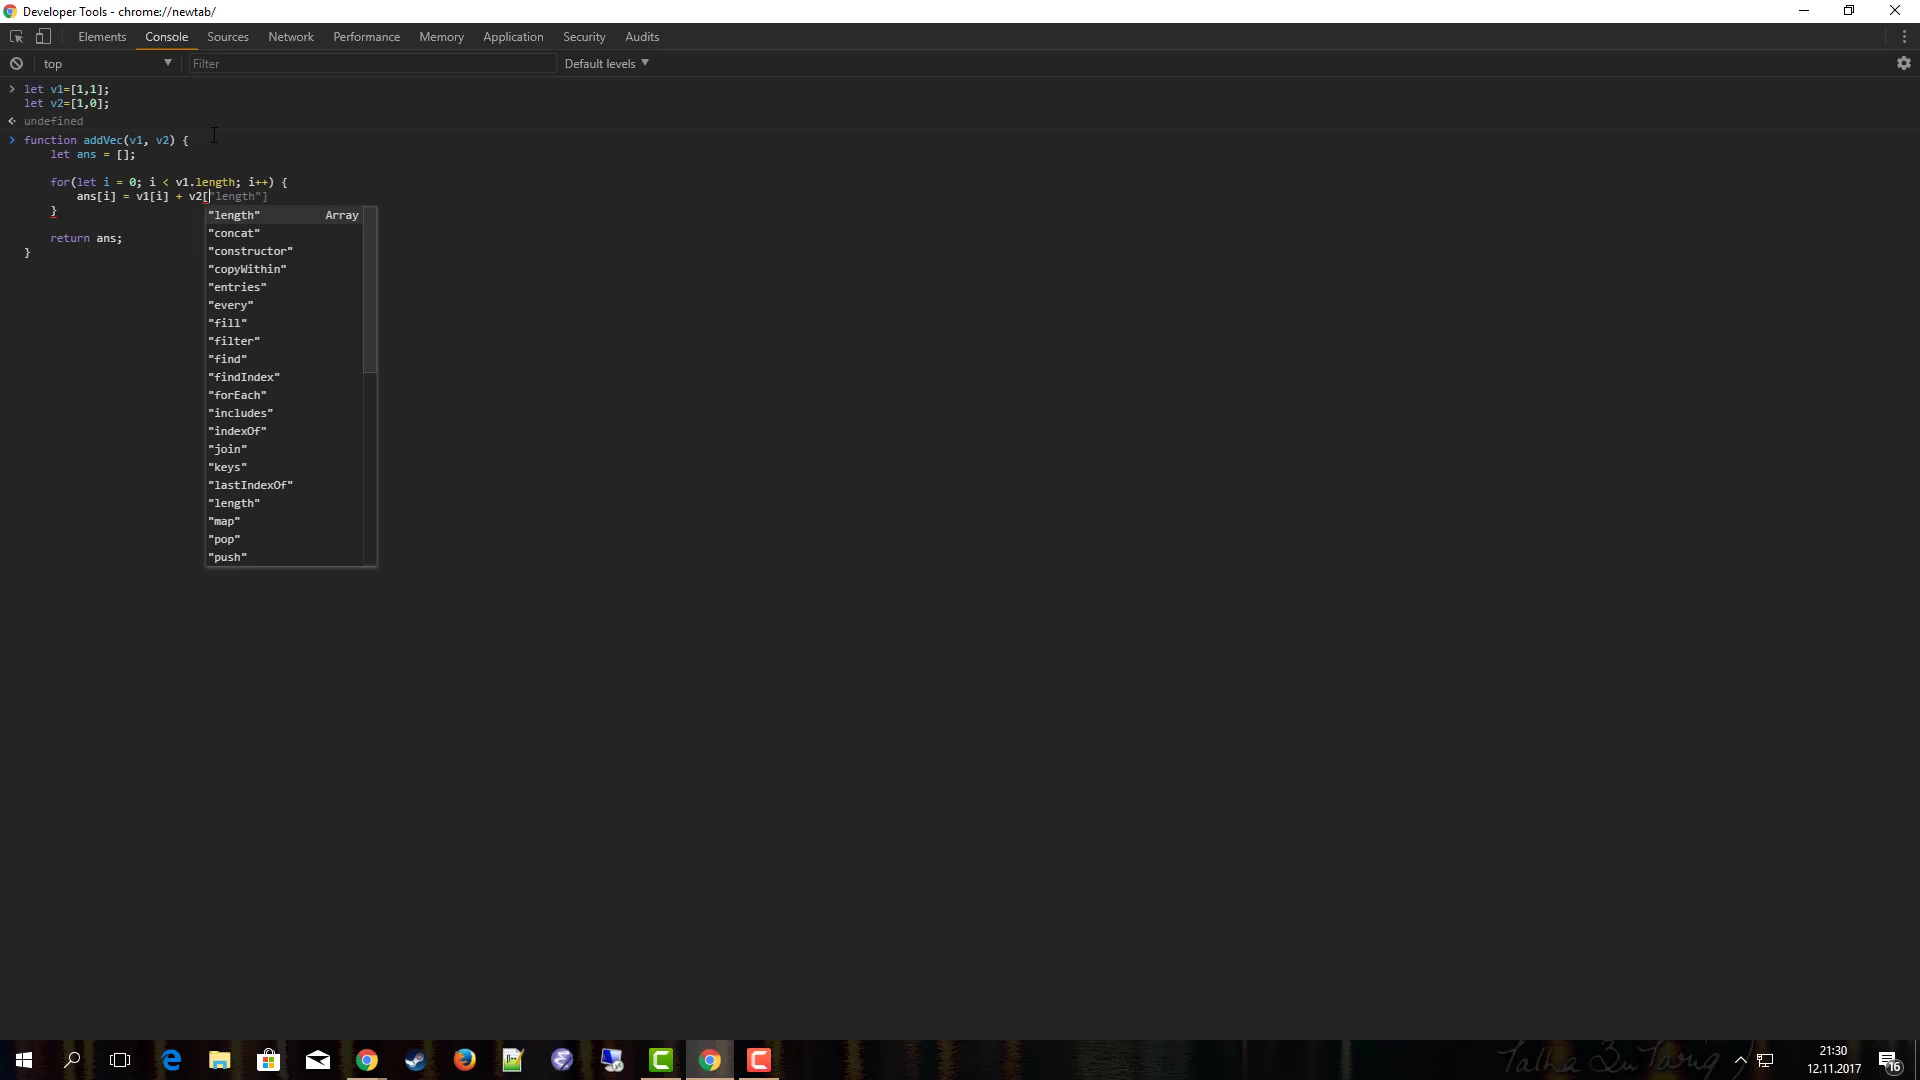 Developer Tools - chrome://newtab/
Elements Console Sources Network Performance Memory Application Security Audits
top Filter Default levels
let v1=[1,1];
let v2=[1,0];
undefined
function addVec(v1, v2) {
let ans = [];
for(let i = 0; i < v1.length; i++) {
ans[i] = v1[i] + v2["length"]
}
return ans;
}
"length" Array
"concat"
"constructor"
"copyWithin"
"entries"
"every"
"fill"
"filter"
"find"
"findIndex"
"forEach"
"includes"
"indexOf"
"join"
"keys"
"lastIndexOf"
"length"
"map"
"pop"
"push"
21:30
12.11.2017
16